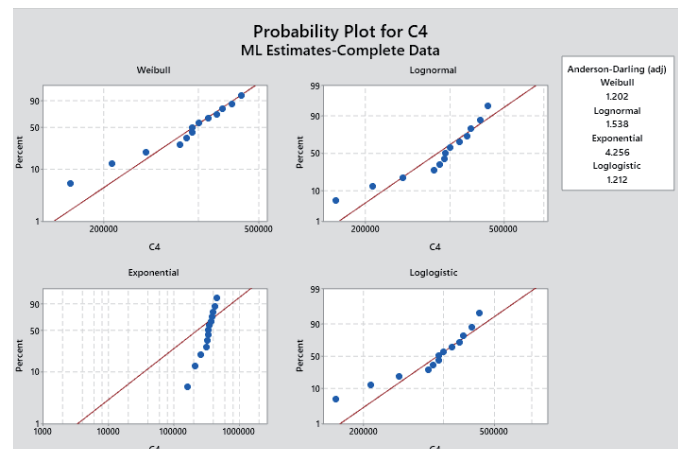 Probability Plot for C4
ML Estimates-Complete Data
Weibull
Percent
90
50
10
1
200000
500000
C4
Lognormal
Percent
99
90
50
10
1
200000
500000
C4
Anderson-Darling (adj)
Weibull
1.202
Lognormal
1.538
Exponential
4.256
Loglogistic
1.212
Exponential
Percent
90
50
10
1
1000
10000
100000
1000000
C4
Loglogistic
Percent
99
90
50
10
1
200000
500000
C4